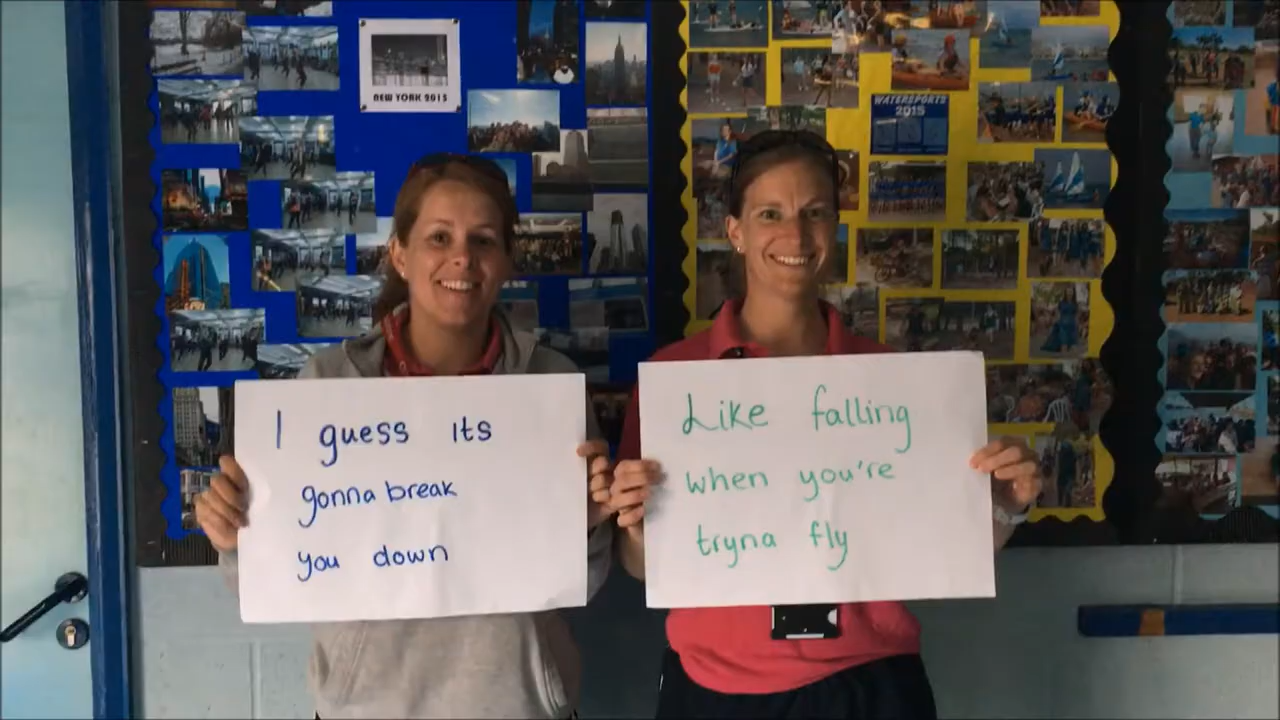 NEW YORK 2015
WATERSPORTS
2015
I guess its
gonna break
you down
Like falling
when you're
tryna fly